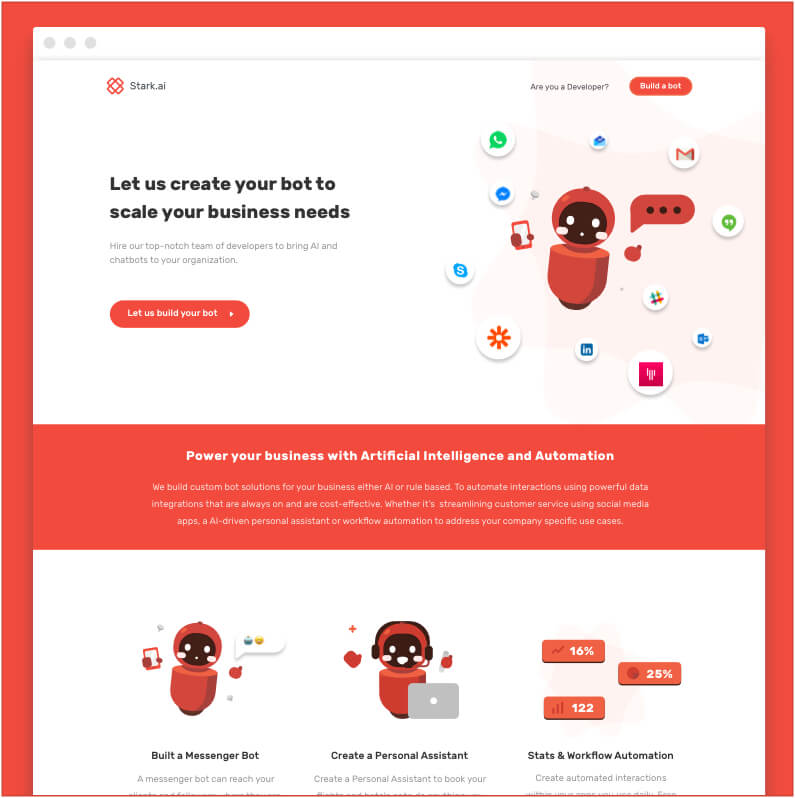 Stark.ai
Are you a Developer?
Build a bot
Let us create your bot to
scale your business needs
Hire our top-notch team of developers to bring AI and
chatbots to your organization.
Let us build your bot
Power your business with Artificial Intelligence and Automation
We build custom bot solutions for your business either AI or rule based. To automate interactions using powerful data
integrations that are always on and are cost-effective. Whether it's streamlining customer service using social media
apps, a AI-driven personal assistant or workflow automation to address your company specific use cases.
16%
25%
122
Built a Messenger Bot
Create a Personal Assistant
Stats & Workflow Automation
A messenger bot can reach your
Create a Personal Assistant to book your
Create automated interactions